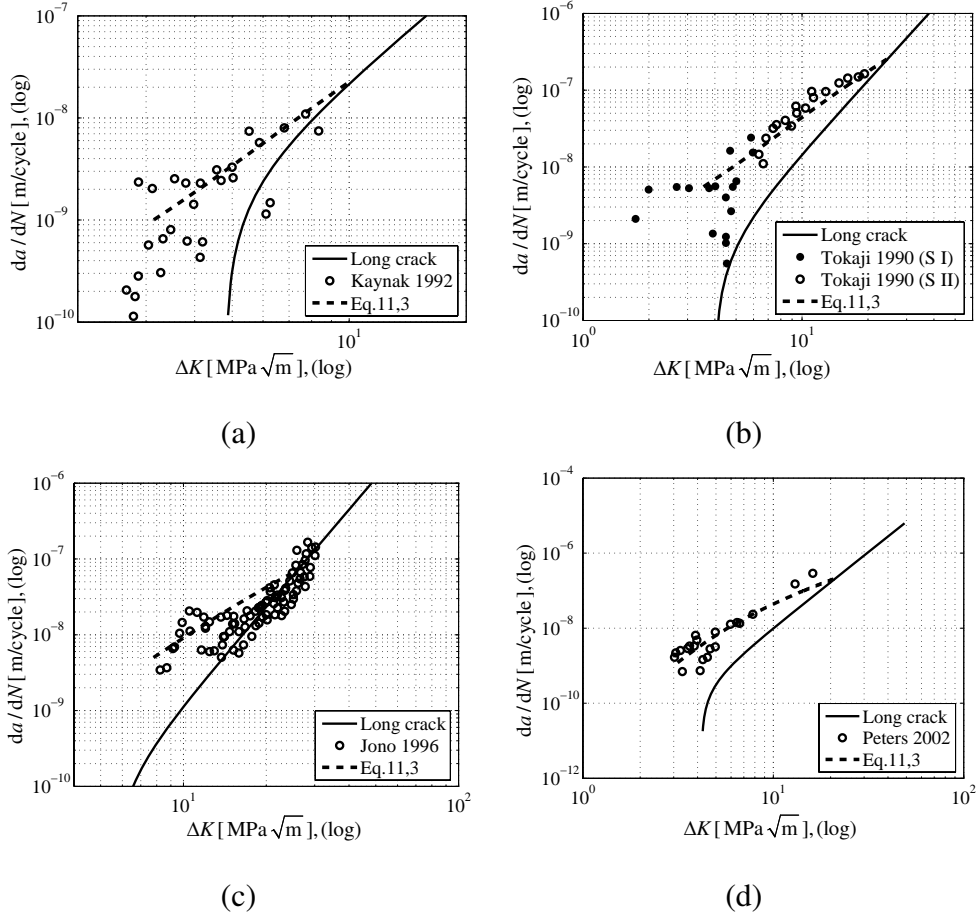 10^−7
10^−8
10^−9
10^−10
da / dN [ m/cycle] , (log)
Long crack
Kaynak 1992
Eq.11,3
10^1
ΔK [ MPa √m ] , (log)
(a)
10^−6
10^−7
10^−8
10^−9
10^−10
da / dN [ m/cycle] , (log)
Long crack
Tokaji 1990 (S I)
Tokaji 1990 (S II)
Eq.11,3
10^0 10^1
ΔK [ MPa √m ] , (log)
(b)
10^−6
10^−7
10^−8
10^−9
10^−10
da / dN [ m/cycle] , (log)
Long crack
Jono 1996
Eq.11,3
10^1 10^2
ΔK [ MPa √m ] , (log)
(c)
10^−4
10^−6
10^−8
10^−10
10^−12
da / dN [ m/cycle] , (log)
Long crack
Peters 2002
Eq.11,3
10^0 10^1 10^2
ΔK [ MPa √m ] , (log)
(d)